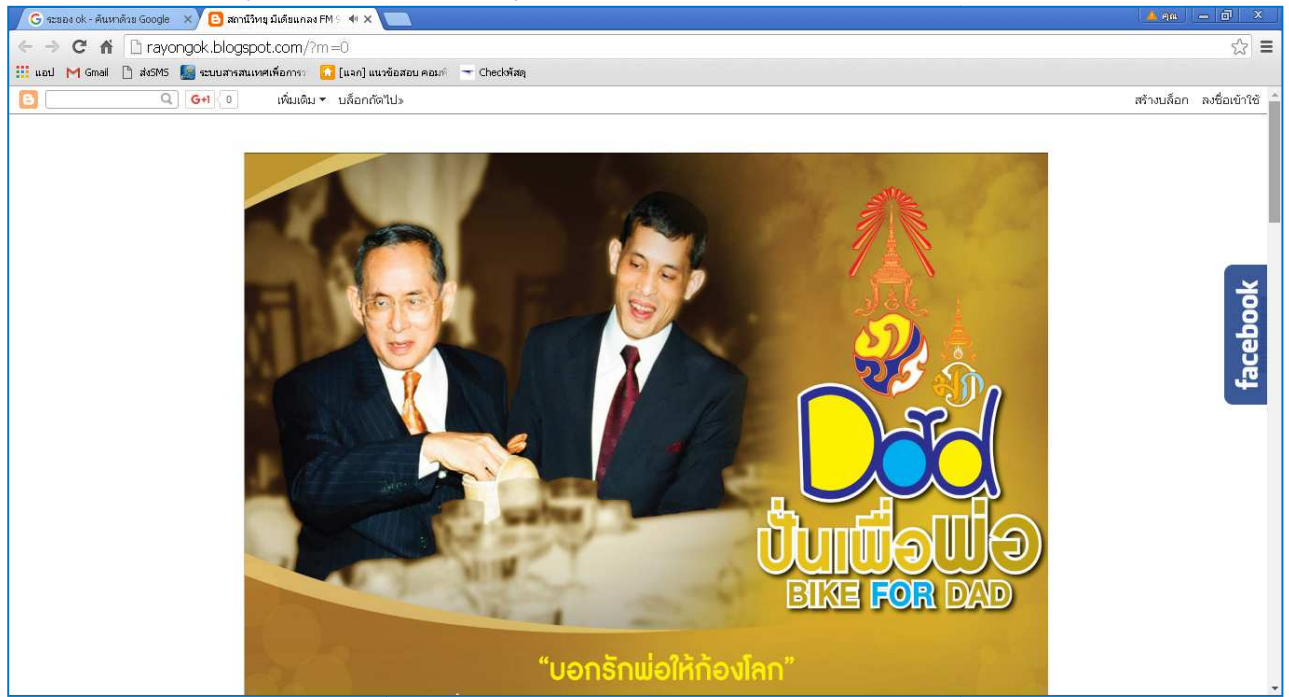 ระยอง ok - ค้นหาด้วย Google
สถานีวิทยุ มีเดียแกลง FM 9
คุณ
rayongok.blogspot.com/?m=0
แอป
Gmail
ส่งSMS
ระบบสารสนเทศเพื่อการ
[แจก] แนวข้อสอบ คอมพิ
Checkพัสดุ
G+1
0
เพิ่มเติม
บล็อกถัดไป»
สร้างบล็อก
ลงชื่อเข้าใช้
facebook
Dad
ปั่นเพื่อพ่อ
BIKE FOR DAD
“บอกรักพ่อให้ก้องโลก”